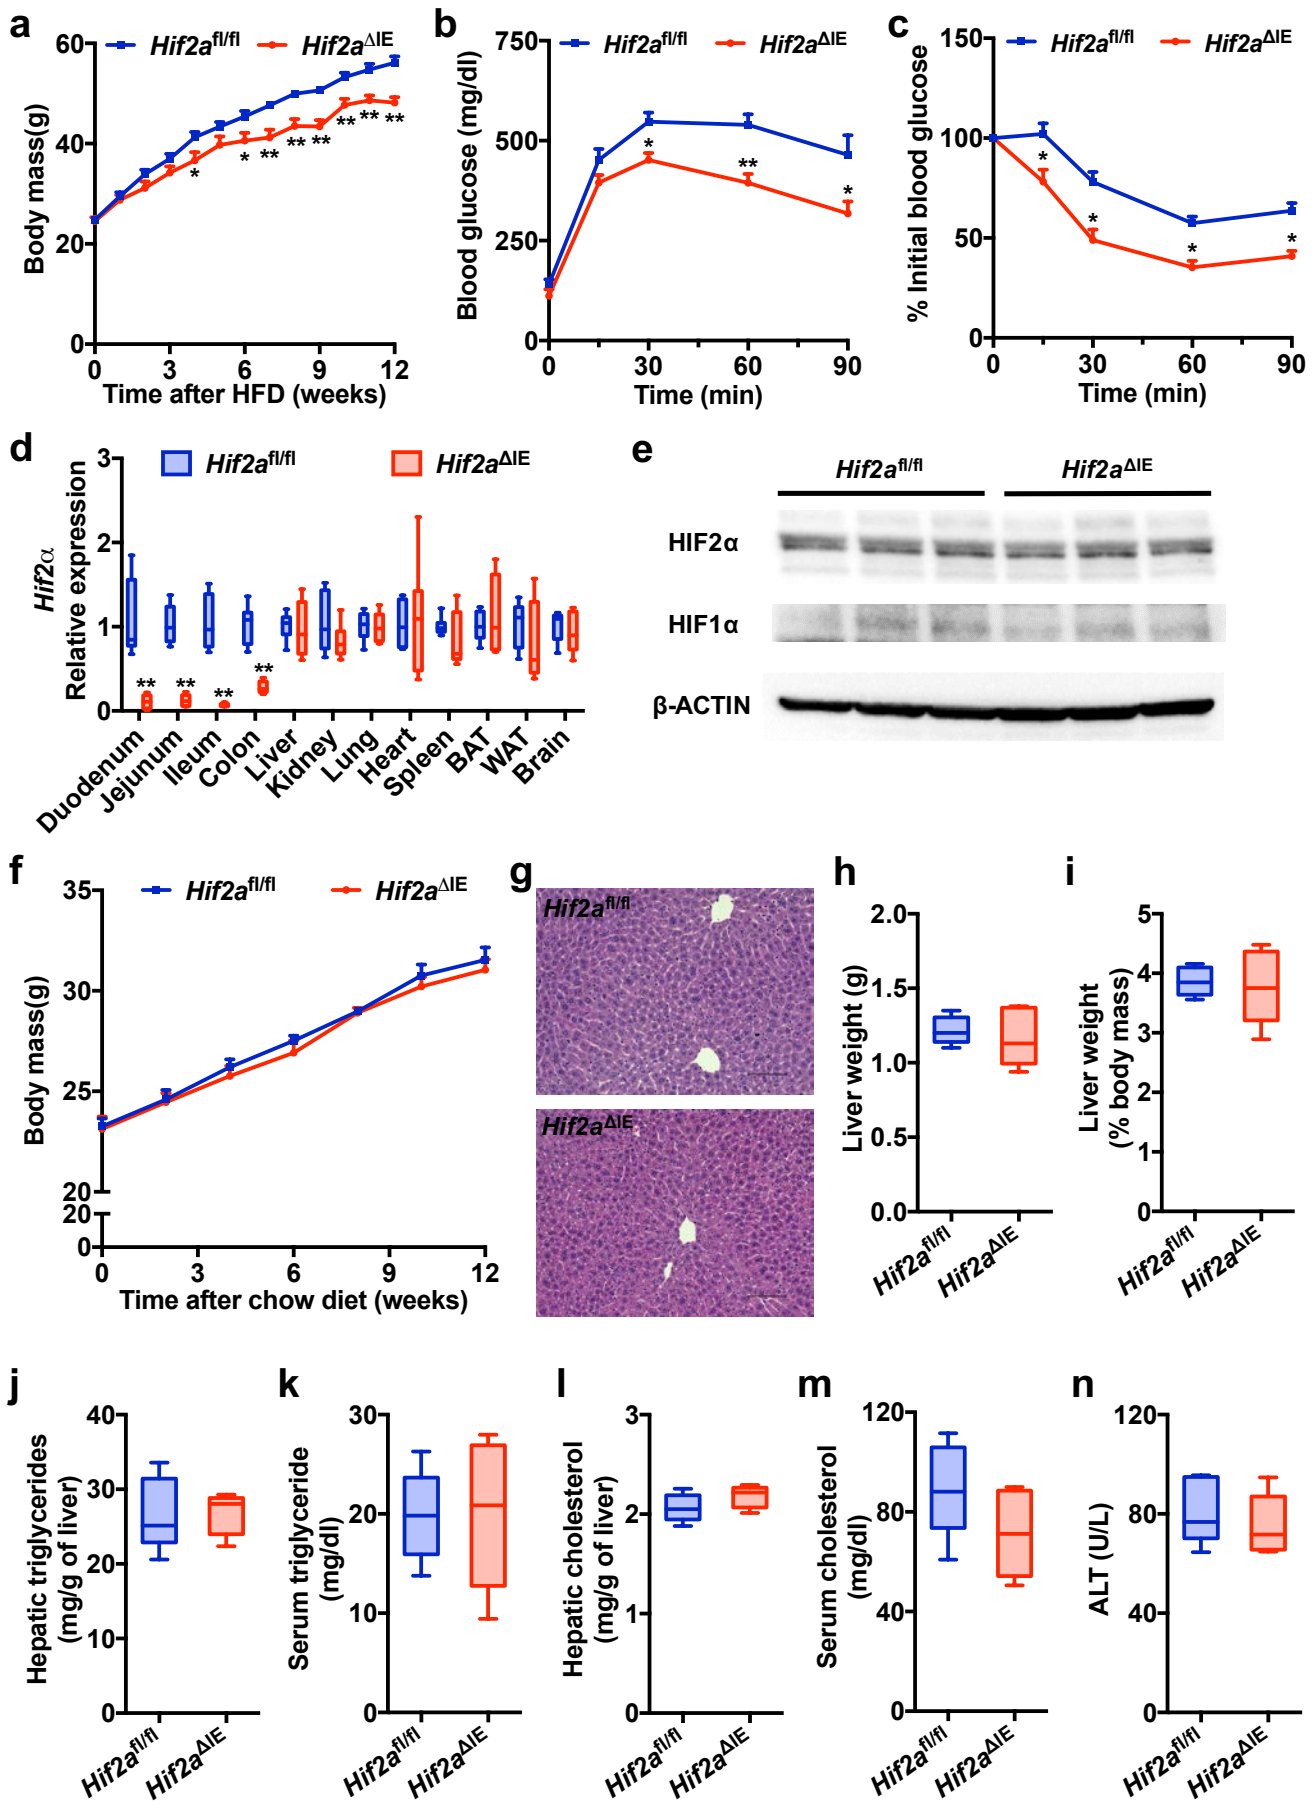 a
Hif2a^fl/fl Hif2a^ΔIE
Body mass(g)
60
40
20
0
0 3 6 9 12
Time after HFD (weeks)
* * ** ** ** ** ** **
b
Hif2a^fl/fl Hif2a^ΔIE
Blood glucose (mg/dl)
750
500
250
0
0 30 60 90
Time (min)
* ** *
c
Hif2a^fl/fl Hif2a^ΔIE
% Initial blood glucose
150
100
50
0
0 30 60 90
Time (min)
* * * *
d
Hif2a^fl/fl Hif2a^ΔIE
Hif2α
Relative expression
3
2
1
0
** ** ** **
Duodenum
Jejunum
Ileum
Colon
Liver
Kidney
Lung
Heart
Spleen
BAT
WAT
Brain
e
Hif2a^fl/fl Hif2a^ΔIE
HIF2α
HIF1α
β-ACTIN
f
Hif2a^fl/fl Hif2a^ΔIE
Body mass(g)
35
30
25
20
20
0
0 3 6 9 12
Time after chow diet (weeks)
g
Hif2a^fl/fl
Hif2a^ΔIE
h
Liver weight (g)
2.0
1.5
1.0
0.5
0.0
Hif2a^fl/fl Hif2a^ΔIE
i
Liver weight
(% body mass)
5
4
3
2
1
0
Hif2a^fl/fl Hif2a^ΔIE
j
Hepatic triglycerides
(mg/g of liver)
40
30
20
10
0
Hif2a^fl/fl Hif2a^ΔIE
k
Serum triglyceride
(mg/dl)
30
20
10
0
Hif2a^fl/fl Hif2a^ΔIE
l
Hepatic cholesterol
(mg/g of liver)
3
2
1
0
Hif2a^fl/fl Hif2a^ΔIE
m
Serum cholesterol
(mg/dl)
120
80
40
0
Hif2a^fl/fl Hif2a^ΔIE
n
ALT (U/L)
120
80
40
0
Hif2a^fl/fl Hif2a^ΔIE